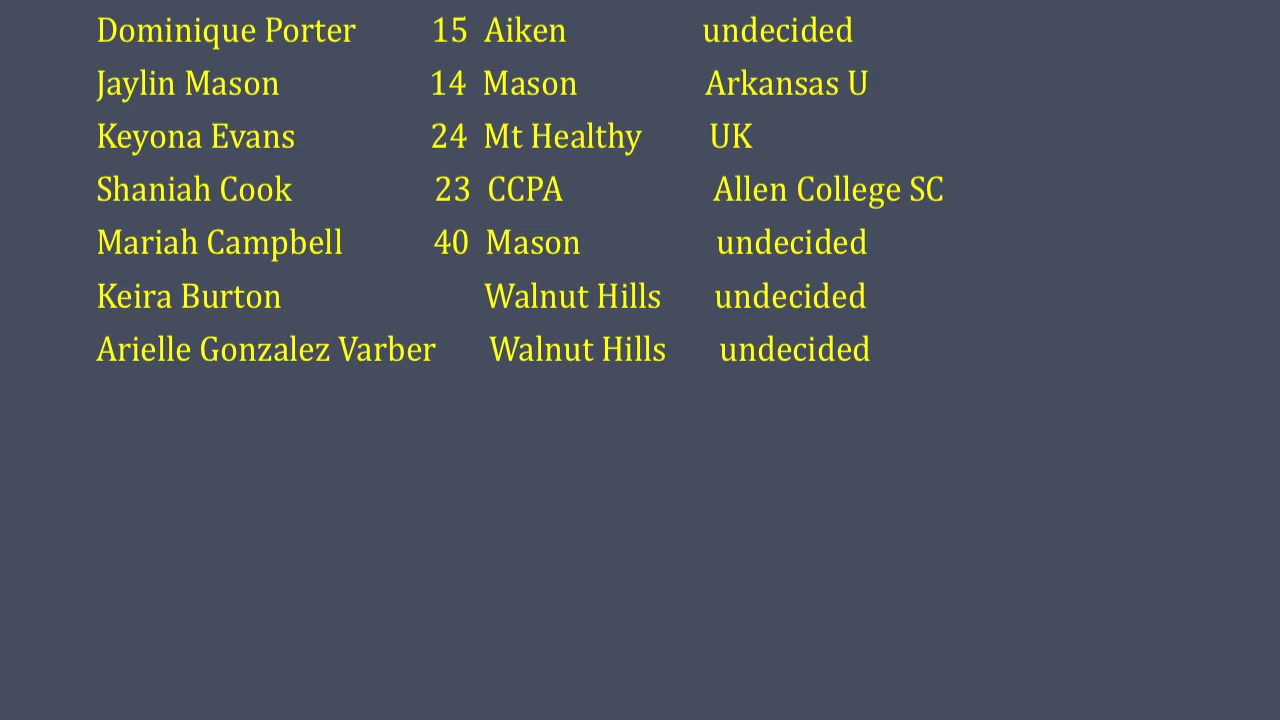 Dominique Porter 15 Aiken undecided
Jaylin Mason 14 Mason Arkansas U
Keyona Evans 24 Mt Healthy UK
Shaniah Cook 23 CCPA Allen College SC
Mariah Campbell 40 Mason undecided
Keira Burton Walnut Hills undecided
Arielle Gonzalez Varber Walnut Hills undecided